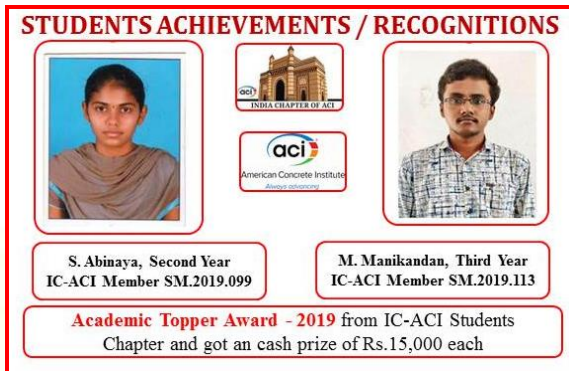 STUDENTS ACHIEVEMENTS / RECOGNITIONS
aci
INDIA CHAPTER OF ACI
aci
American Concrete Institute
Always advancing
S. Abinaya, Second Year
IC-ACI Member SM.2019.099
M. Manikandan, Third Year
IC-ACI Member SM.2019.113
Academic Topper Award - 2019 from IC-ACI Students
Chapter and got an cash prize of Rs.15,000 each